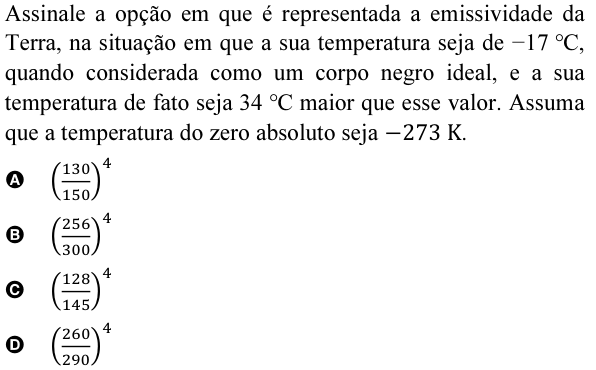 Assinale a opção em que é representada a emissividade da
Terra, na situação em que a sua temperatura seja de −17 °C,
quando considerada como um corpo negro ideal, e a sua
temperatura de fato seja 34 °C maior que esse valor. Assuma
que a temperatura do zero absoluto seja −273 K.
A (130/150)^4
B (256/300)^4
C (128/145)^4
D (260/290)^4